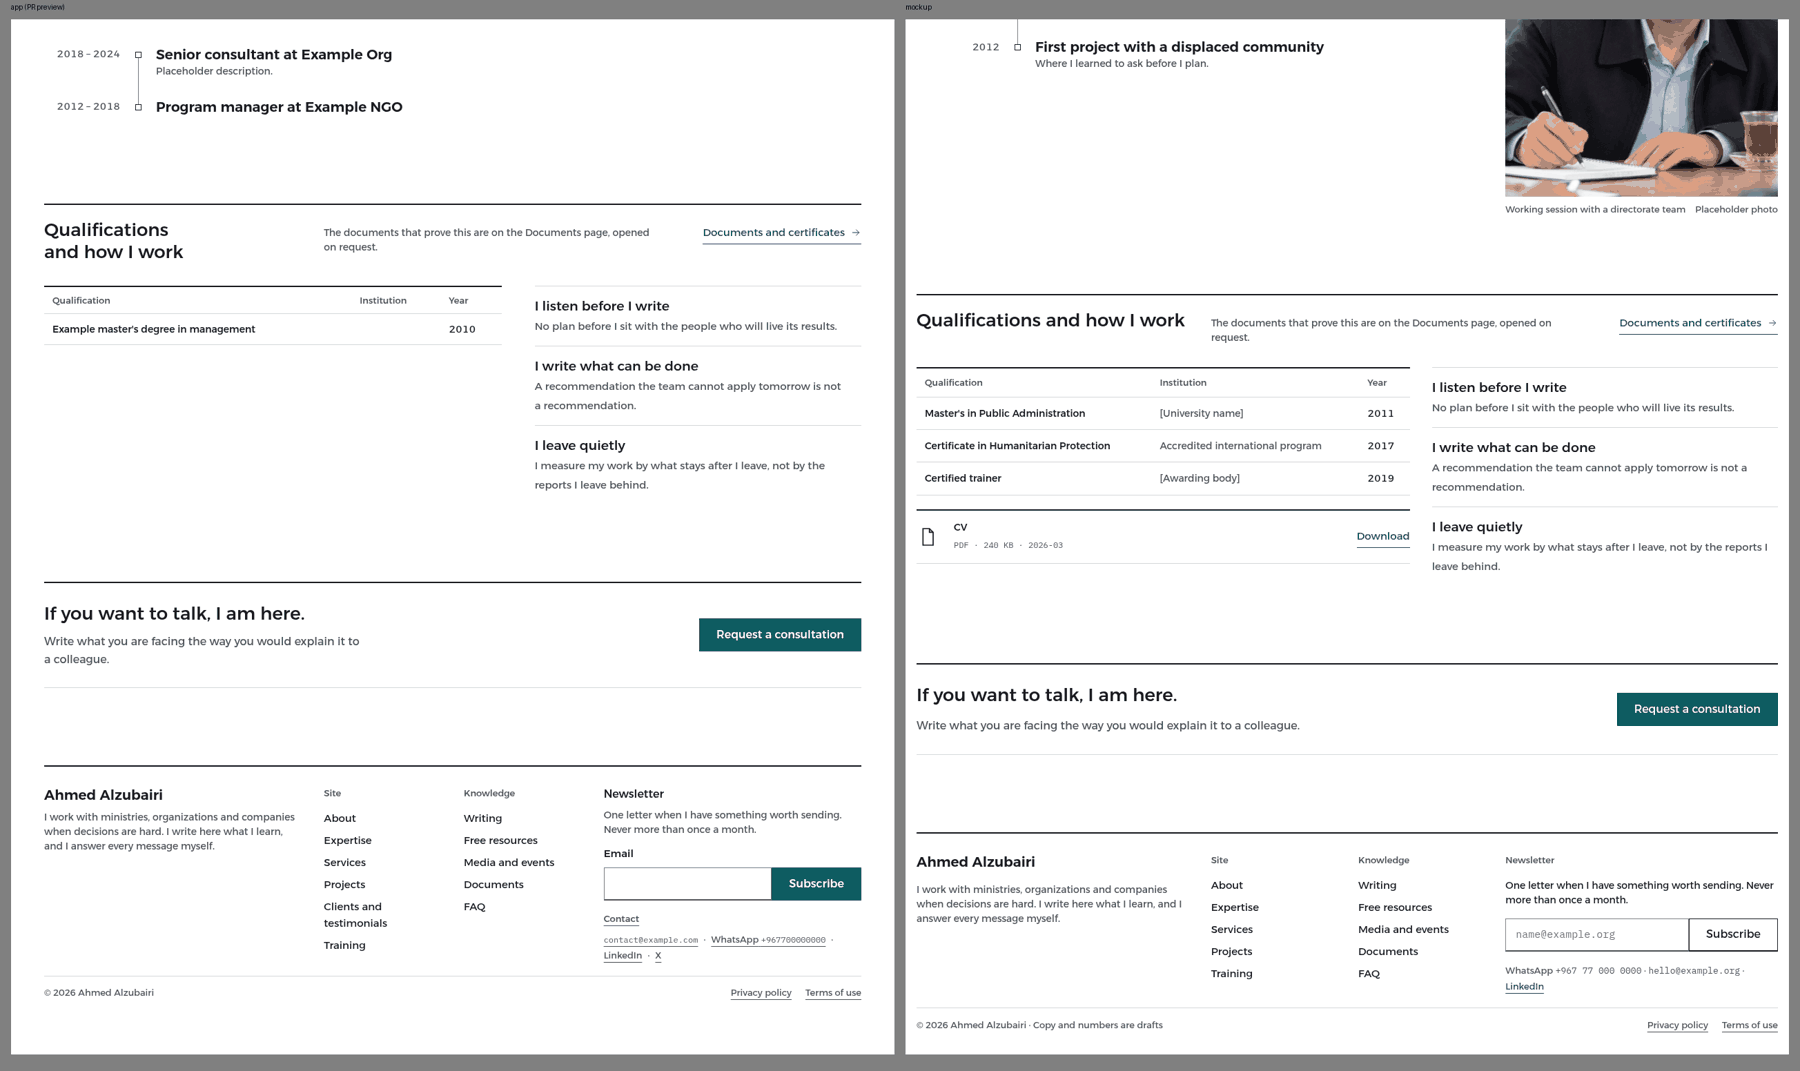 app (PR preview)
2018 – 2024
Senior consultant at Example Org
Placeholder description.
2012 – 2018
Program manager at Example NGO
Qualifications
and how I work
The documents that prove this are on the Documents page, opened
on request.
Documents and certificates →
Qualification Institution Year
Example master's degree in management 2010
I listen before I write
No plan before I sit with the people who will live its results.
I write what can be done
A recommendation the team cannot apply tomorrow is not
a recommendation.
I leave quietly
I measure my work by what stays after I leave, not by the
reports I leave behind.
If you want to talk, I am here.
Write what you are facing the way you would explain it to
a colleague.
Request a consultation
Ahmed Alzubairi
I work with ministries, organizations and companies
when decisions are hard. I write here what I learn,
and I answer every message myself.
Site
About
Expertise
Services
Projects
Clients and
testimonials
Training
Knowledge
Writing
Free resources
Media and events
Documents
FAQ
Newsletter
One letter when I have something worth sending.
Never more than once a month.
Email
Subscribe
Contact
contact@example.com · WhatsApp +967700000000 ·
LinkedIn · X
© 2026 Ahmed Alzubairi
Privacy policy Terms of use
mockup
2012
First project with a displaced community
Where I learned to ask before I plan.
Working session with a directorate team Placeholder photo
Qualifications and how I work
The documents that prove this are on the Documents page, opened on
request.
Documents and certificates →
Qualification Institution Year
Master's in Public Administration [University name] 2011
Certificate in Humanitarian Protection Accredited international program 2017
Certified trainer [Awarding body] 2019
CV
PDF · 240 KB · 2026-03
Download
I listen before I write
No plan before I sit with the people who will live its results.
I write what can be done
A recommendation the team cannot apply tomorrow is not a
recommendation.
I leave quietly
I measure my work by what stays after I leave, not by the reports I
leave behind.
If you want to talk, I am here.
Write what you are facing the way you would explain it to a colleague.
Request a consultation
Ahmed Alzubairi
I work with ministries, organizations and companies
when decisions are hard. I write here what I learn, and I
answer every message myself.
Site
About
Expertise
Services
Projects
Training
Knowledge
Writing
Free resources
Media and events
Documents
FAQ
Newsletter
One letter when I have something worth sending. Never
more than once a month.
name@example.org
Subscribe
WhatsApp +967 77 000 0000 · hello@example.org ·
LinkedIn
© 2026 Ahmed Alzubairi · Copy and numbers are drafts
Privacy policy Terms of use